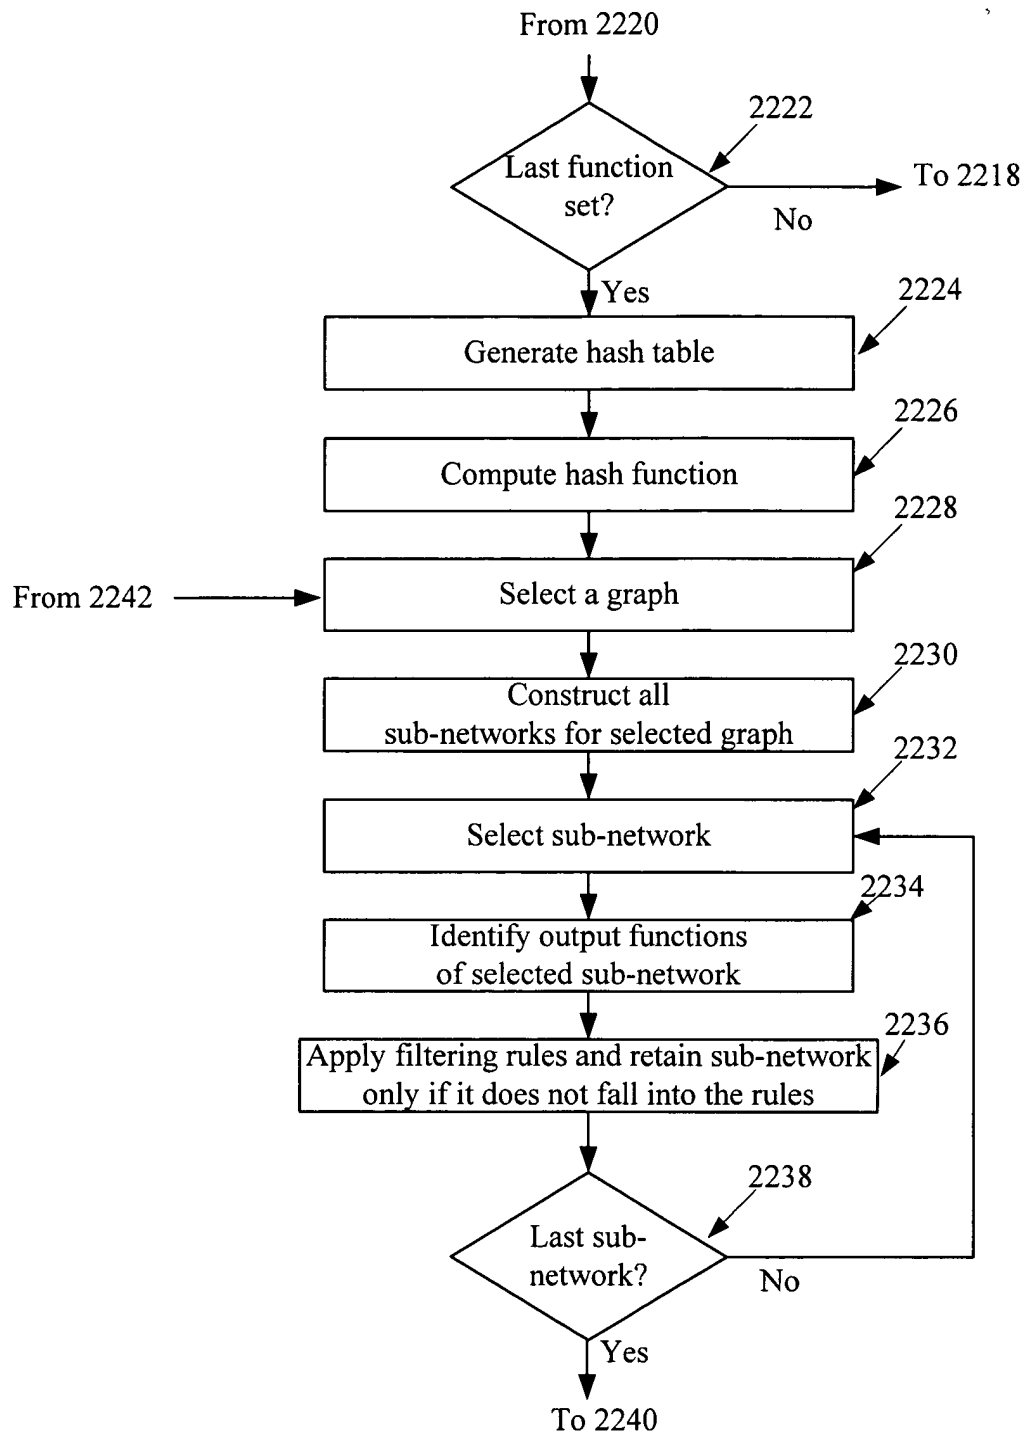 From 2220
2222
Last function
set?
To 2218
No
Yes
2224
Generate hash table
2226
Compute hash function
2228
From 2242
Select a graph
2230
Construct all
sub-networks for selected graph
2232
Select sub-network
2234
Identify output functions
of selected sub-network
2236
Apply filtering rules and retain sub-network
only if it does not fall into the rules
2238
Last sub-
network?
No
Yes
To 2240